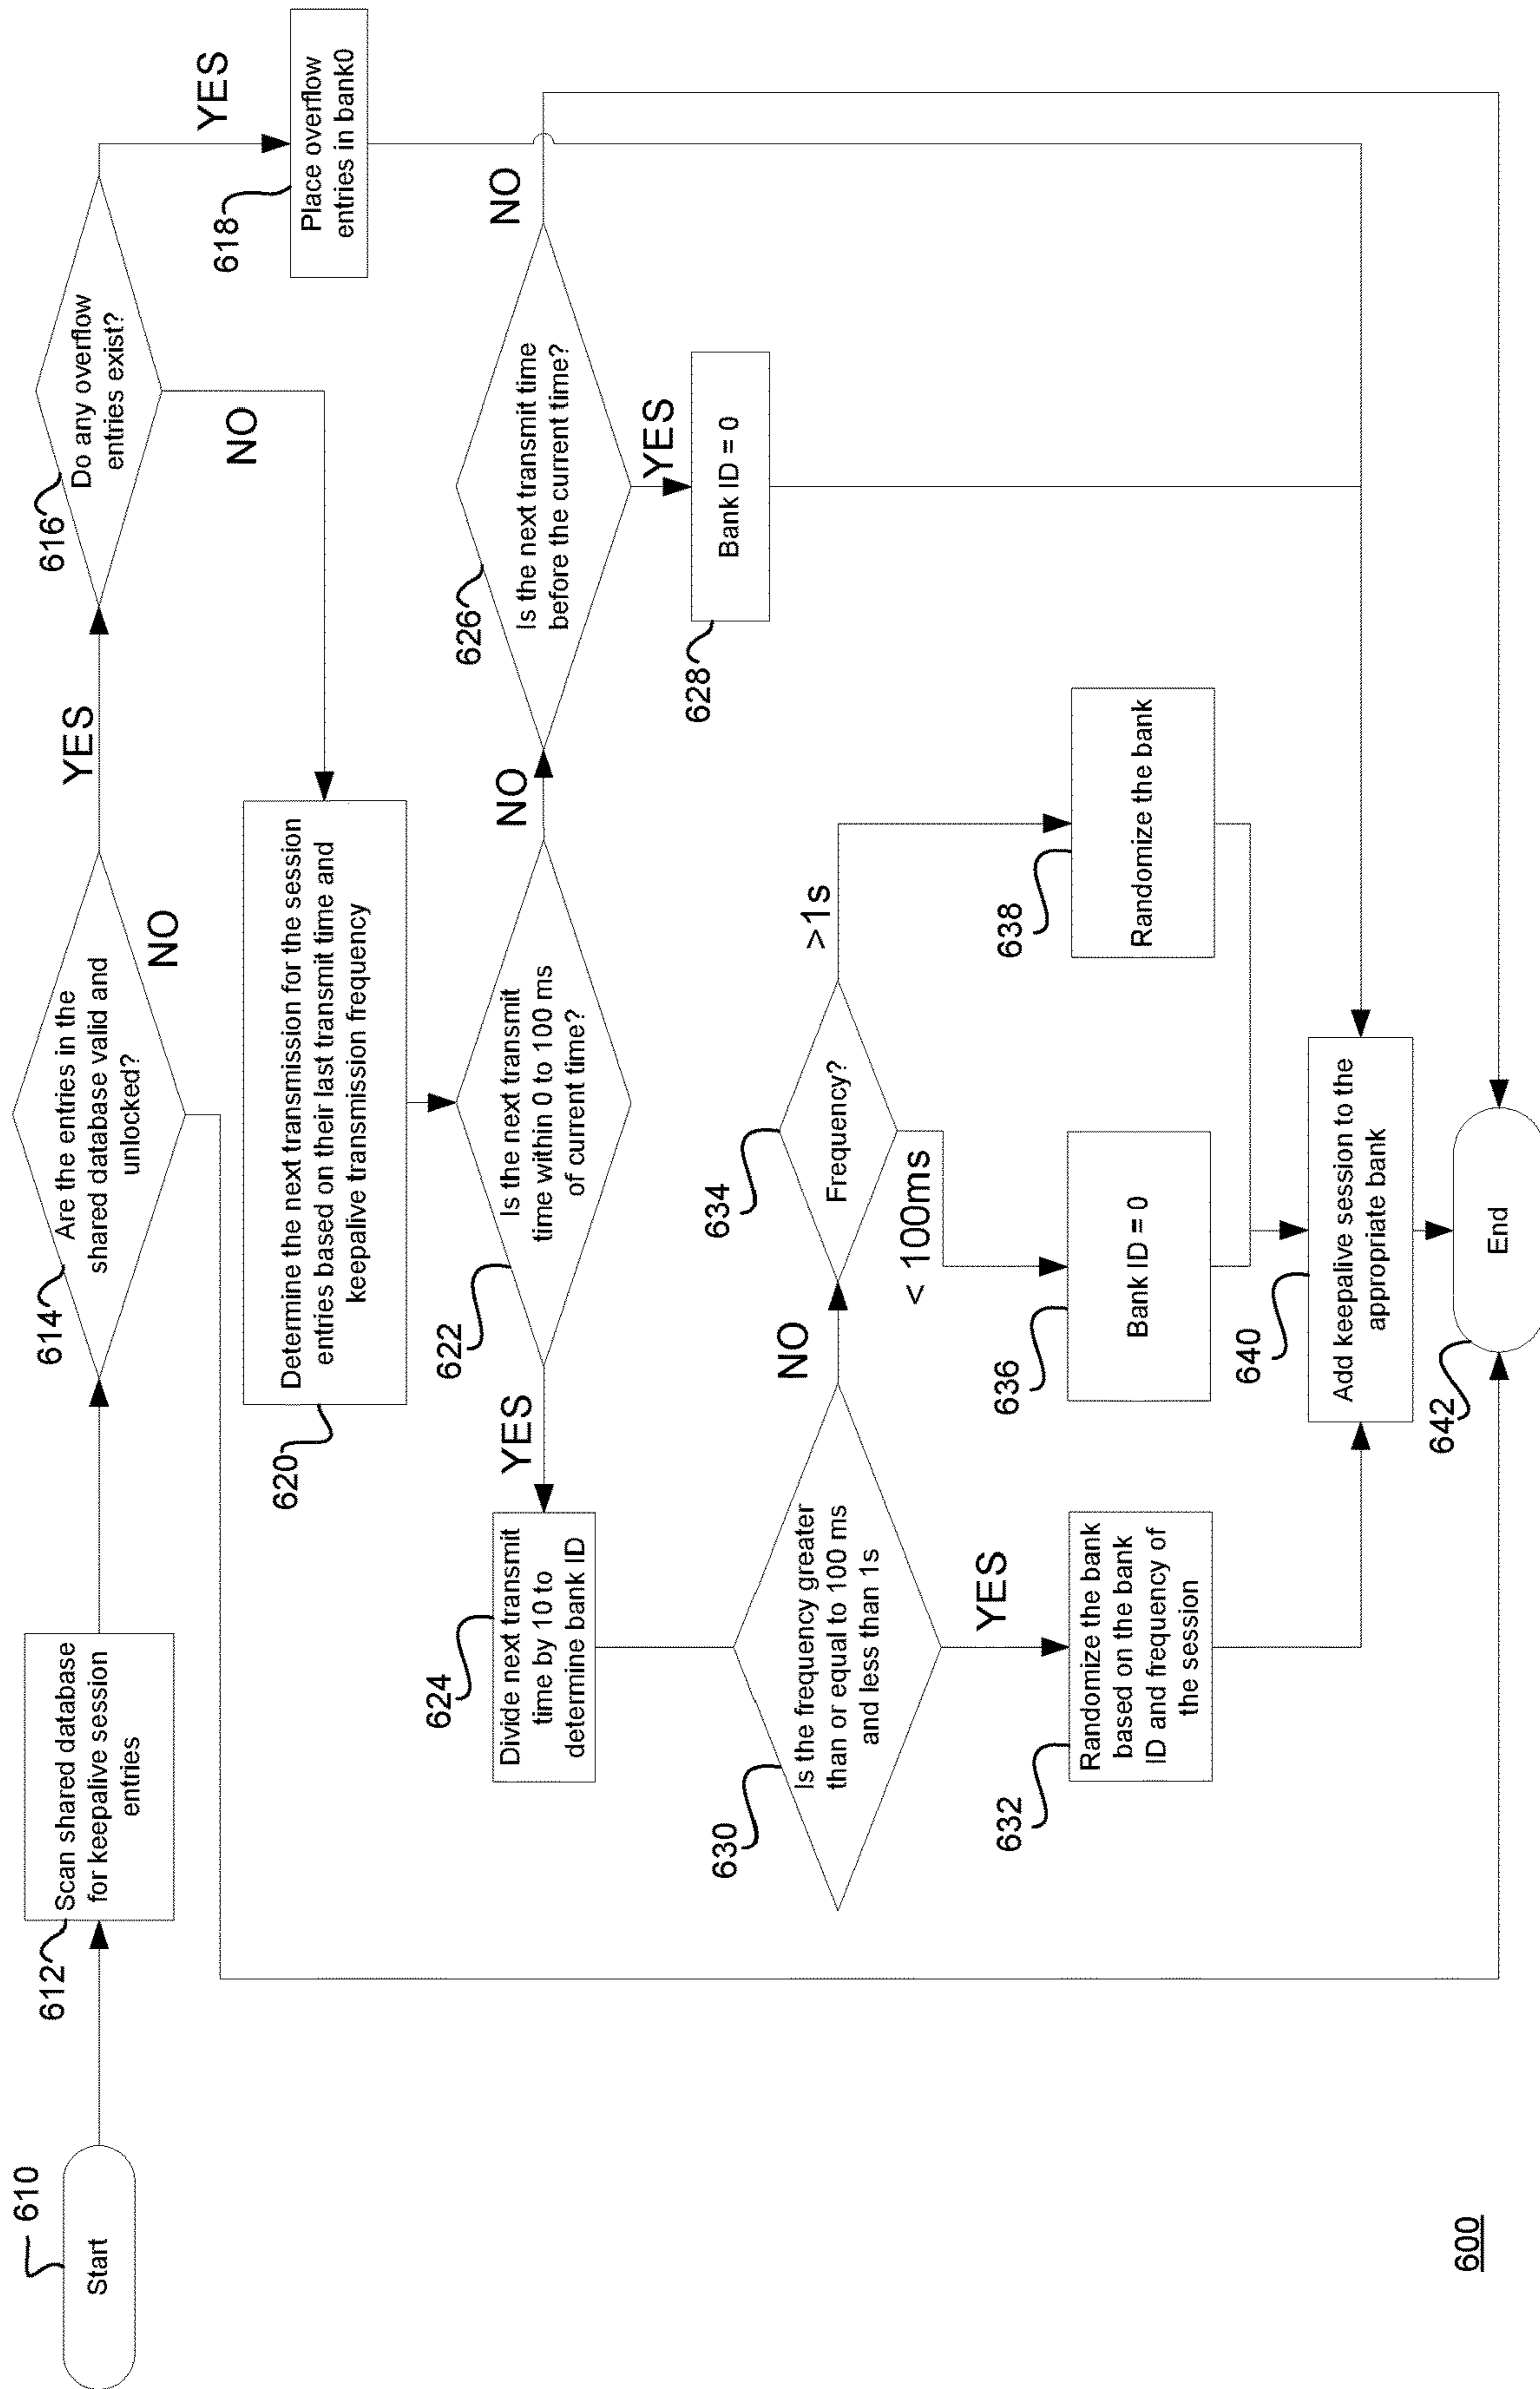 610
Start
612
Scan shared database
for keepalive session
entries
614
Are the entries in the
shared database valid and
unlocked?
YES
NO
616
Do any overflow
entries exist?
YES
NO
618
Place overflow
entries in bank0
620
Determine the next transmission for the session
entries based on their last transmit time and
keepalive transmission frequency
622
Is the next transmit
time within 0 to 100 ms
of current time?
YES
NO
624
Divide next transmit
time by 10 to
determine bank ID
626
Is the next transmit time
before the current time?
NO
YES
628
Bank ID = 0
630
Is the frequency greater
than or equal to 100 ms
and less than 1s
NO
YES
632
Randomize the bank
based on the bank
ID and frequency of
the session
634
Frequency?
>1s
< 100ms
636
Bank ID = 0
638
Randomize the bank
640
Add keepalive session to the
appropriate bank
642
End
600